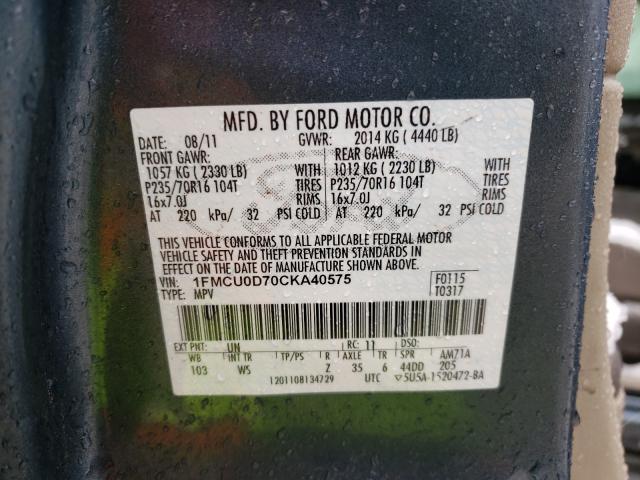 MFD. BY FORD MOTOR CO.
DATE: 08/11 GVWR: 2014 KG ( 4440 LB)
FRONT GAWR: REAR GAWR:
1057 KG ( 2330 LB) 1012 KG ( 2230 LB)
P235/70R16 104T TIRES P235/70R16 104T TIRES
16x7.0J RIMS 16x7.0J RIMS
AT 220 kPa/ 32 PSI COLD AT 220 kPa/ 32 PSI COLD
THIS VEHICLE CONFORMS TO ALL APPLICABLE FEDERAL MOTOR
VEHICLE SAFETY AND THEFT PREVENTION STANDARDS IN
EFFECT ON THE DATE OF MANUFACTURE SHOWN ABOVE.
VIN: 1FMCU0D70CKA40575 F0115
TYPE: MPV T0317
EXT PNT: UN RC: 11 DSO:
WB INT TR TP/PS R AXLE TR SPR AM71A
103 WS Z 35 6 44DD 205
1201108134729 UTC ▽5U5A-1520472-BA